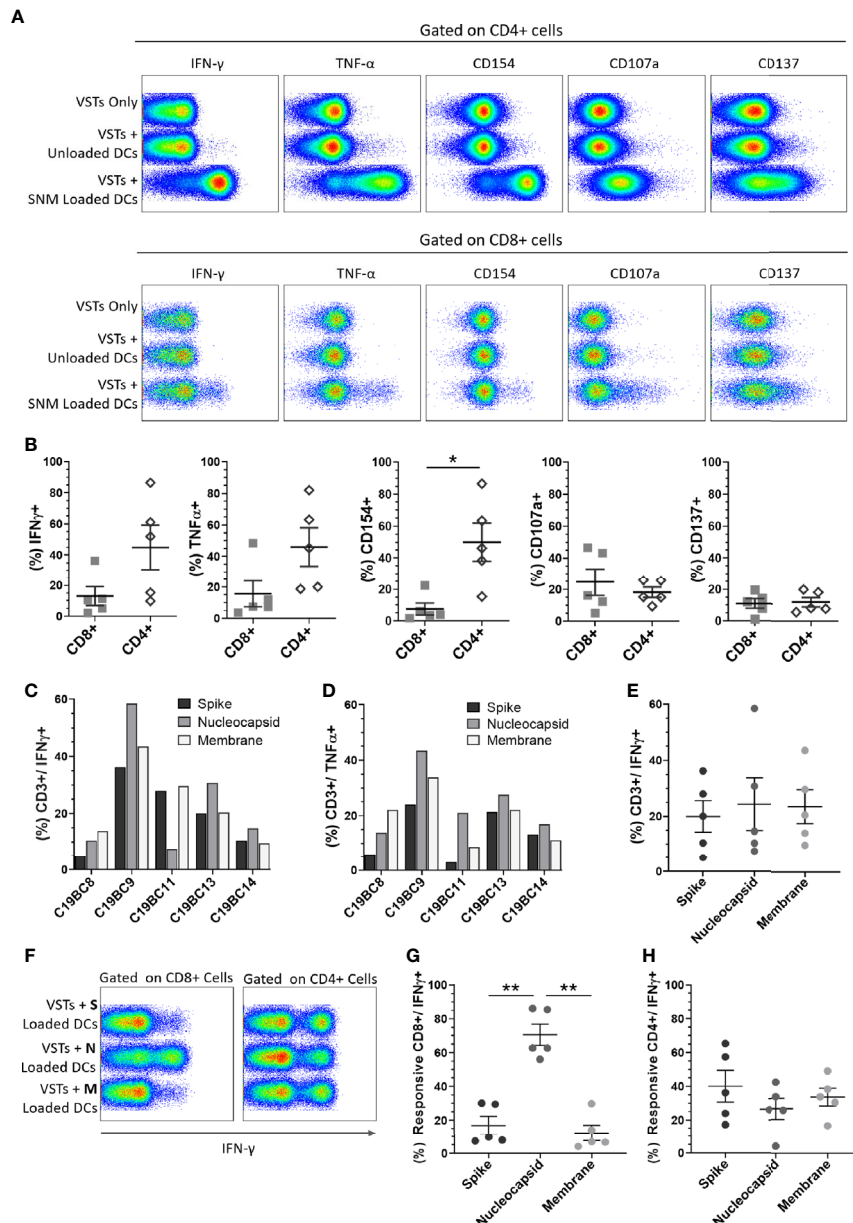 A
Gated on CD4+ cells
IFN-γ TNF-α CD154 CD107a CD137
VSTs Only
VSTs +
Unloaded DCs
VSTs +
SNM Loaded DCs
Gated on CD8+ cells
IFN-γ TNF-α CD154 CD107a CD137
VSTs Only
VSTs +
Unloaded DCs
VSTs +
SNM Loaded DCs
B
(%) IFNγ+
100
80
60
40
20
0
CD8+ CD4+
(%) TNFα+
100
80
60
40
20
0
CD8+ CD4+
(%) CD154+
100
80
60
40
20
0
*
CD8+ CD4+
(%) CD107a+
100
80
60
40
20
0
CD8+ CD4+
(%) CD137+
100
80
60
40
20
0
CD8+ CD4+
C
(%) CD3+/ IFNγ+
60
40
20
0
Spike
Nucleocapsid
Membrane
C19BC8 C19BC9 C19BC11 C19BC13 C19BC14
D
(%) CD3+/ TNFα+
60
40
20
0
Spike
Nucleocapsid
Membrane
C19BC8 C19BC9 C19BC11 C19BC13 C19BC14
E
(%) CD3+/ IFNγ+
60
40
20
0
Spike Nucleocapsid Membrane
F
Gated on CD8+ Cells Gated on CD4+ Cells
VSTs + S
Loaded DCs
VSTs + N
Loaded DCs
VSTs + M
Loaded DCs
IFN-γ
G
(%) Responsive CD8+/ IFNγ+
100
80
60
40
20
0
** **
Spike Nucleocapsid Membrane
H
(%) Responsive CD4+/ IFNγ+
100
80
60
40
20
0
Spike Nucleocapsid Membrane